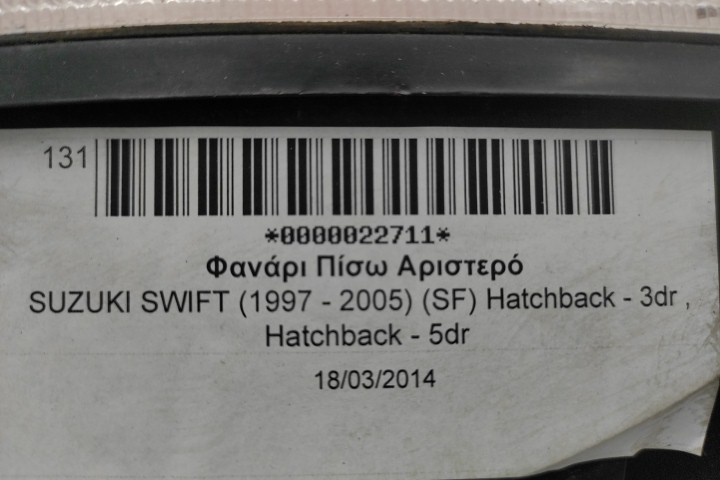 131
*0000022711*
Φανάρι Πίσω Αριστερό
SUZUKI SWIFT (1997 - 2005) (SF) Hatchback - 3dr ,
Hatchback - 5dr
18/03/2014